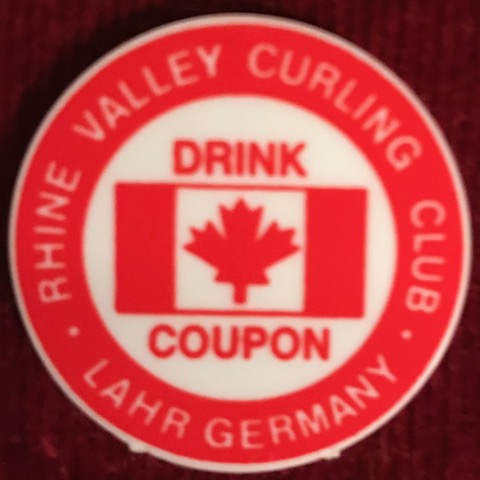 RHINE VALLEY CURLING CLUB
DRINK
COUPON
· LAHR GERMANY ·